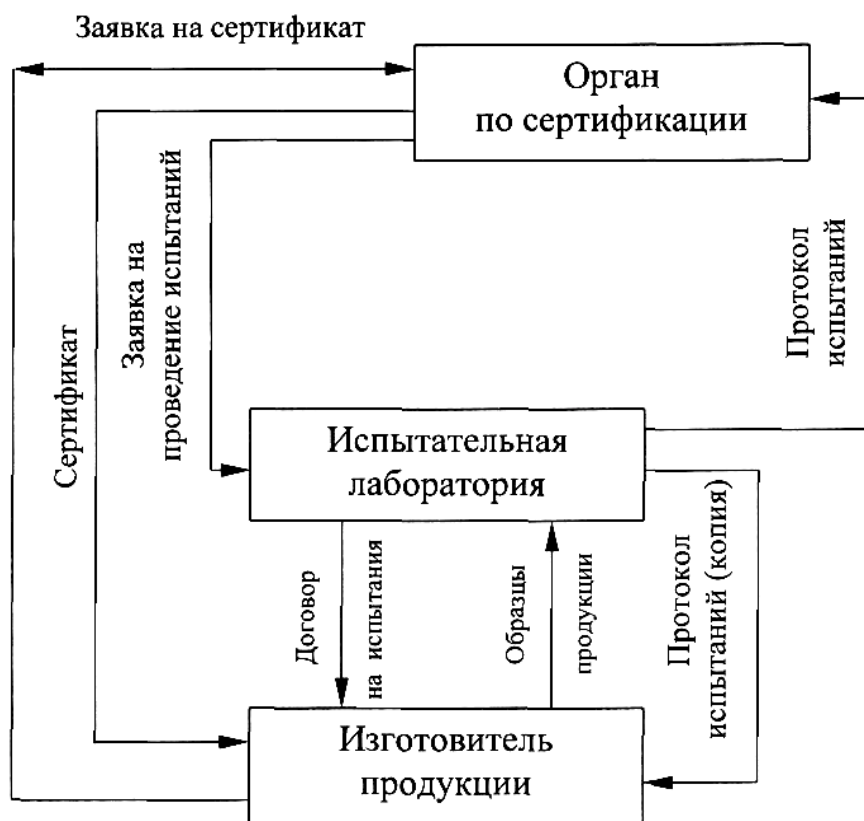 Заявка на сертификат
Орган
по сертификации
Сертификат
Заявка на
проведение испытаний
Протокол
испытаний
Испытательная
лаборатория
Договор
на испытания
Образцы
продукции
Протокол
испытаний (копия)
Изготовитель
продукции